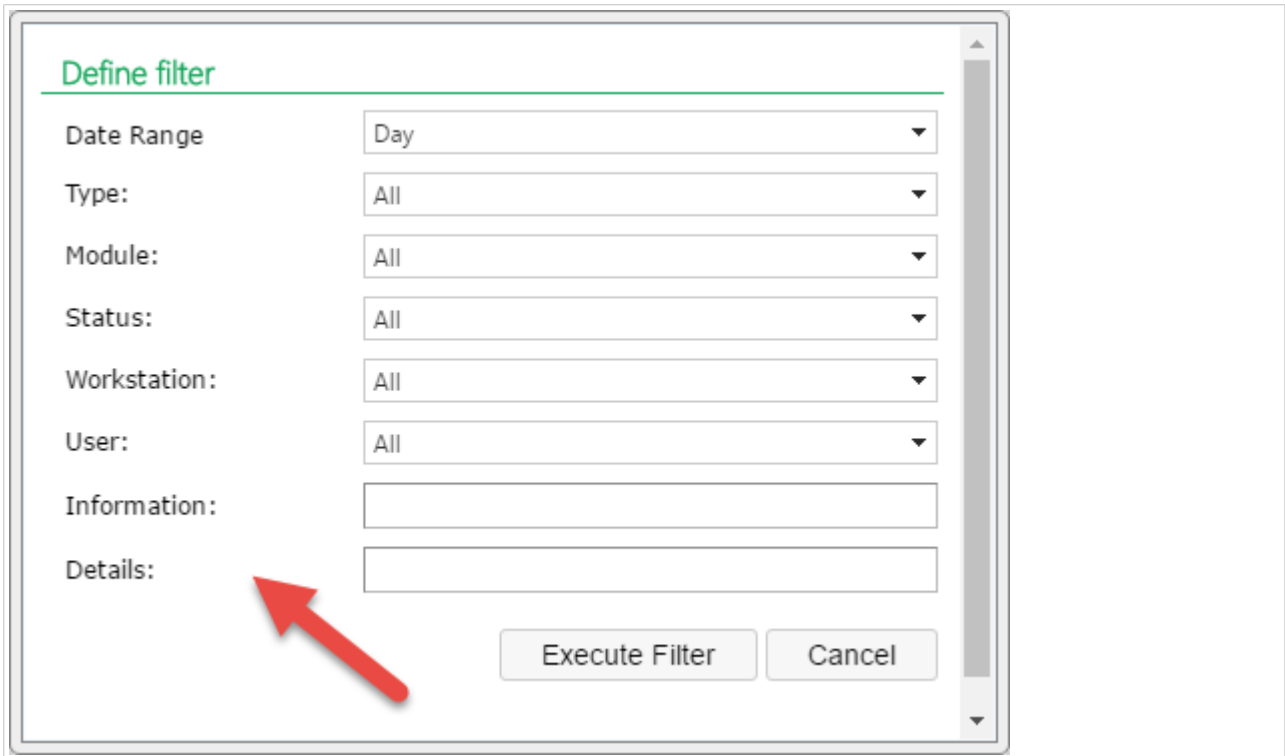 Define filter
Date Range Day
Type: All
Module: All
Status: All
Workstation: All
User: All
Information:
Details:
Execute Filter Cancel